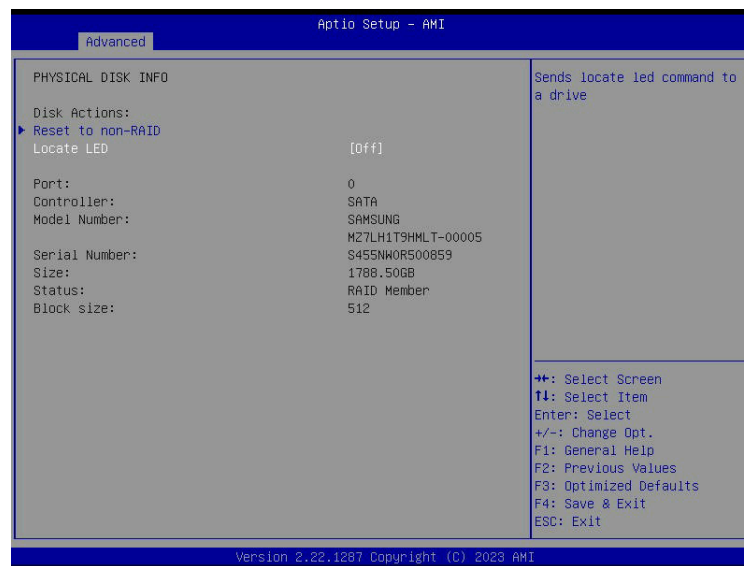 Aptio Setup - AMI
Advanced
PHYSICAL DISK INFO
Disk Actions:
Reset to non-RAID
Locate LED [Off]
Port: 0
Controller: SATA
Model Number: SAMSUNG
MZ7LH1T9HMLT-00005
Serial Number: S455NW0R500859
Size: 1788.50GB
Status: RAID Member
Block size: 512
Sends locate led command to
a drive
→←: Select Screen
↑↓: Select Item
Enter: Select
+/-: Change Opt.
F1: General Help
F2: Previous Values
F3: Optimized Defaults
F4: Save & Exit
ESC: Exit
Version 2.22.1287 Copyright (C) 2023 AMI